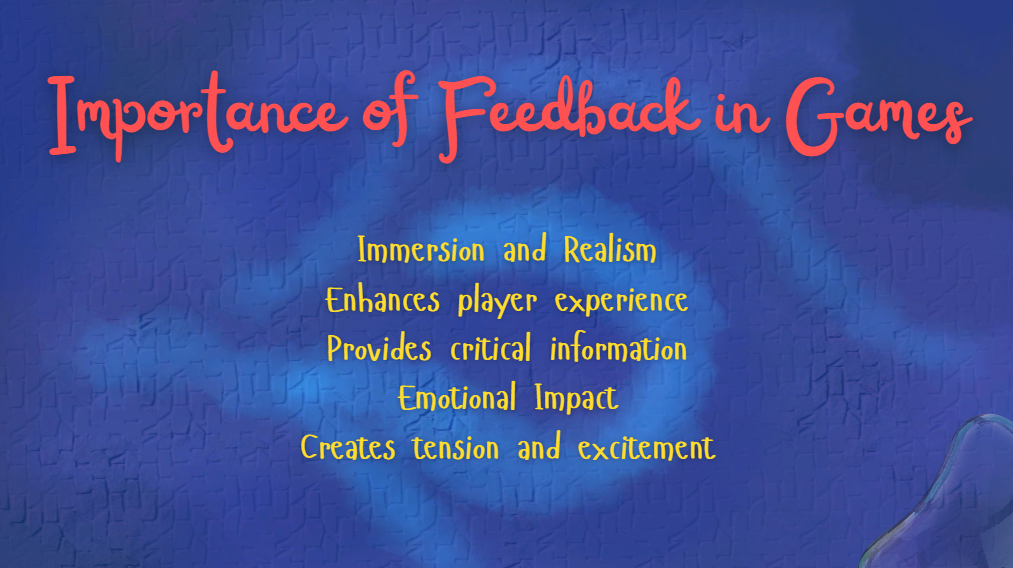 Importance of Feedback in Games
Immersion and Realism
Enhances player experience
Provides critical information
Emotional Impact
Creates tension and excitement